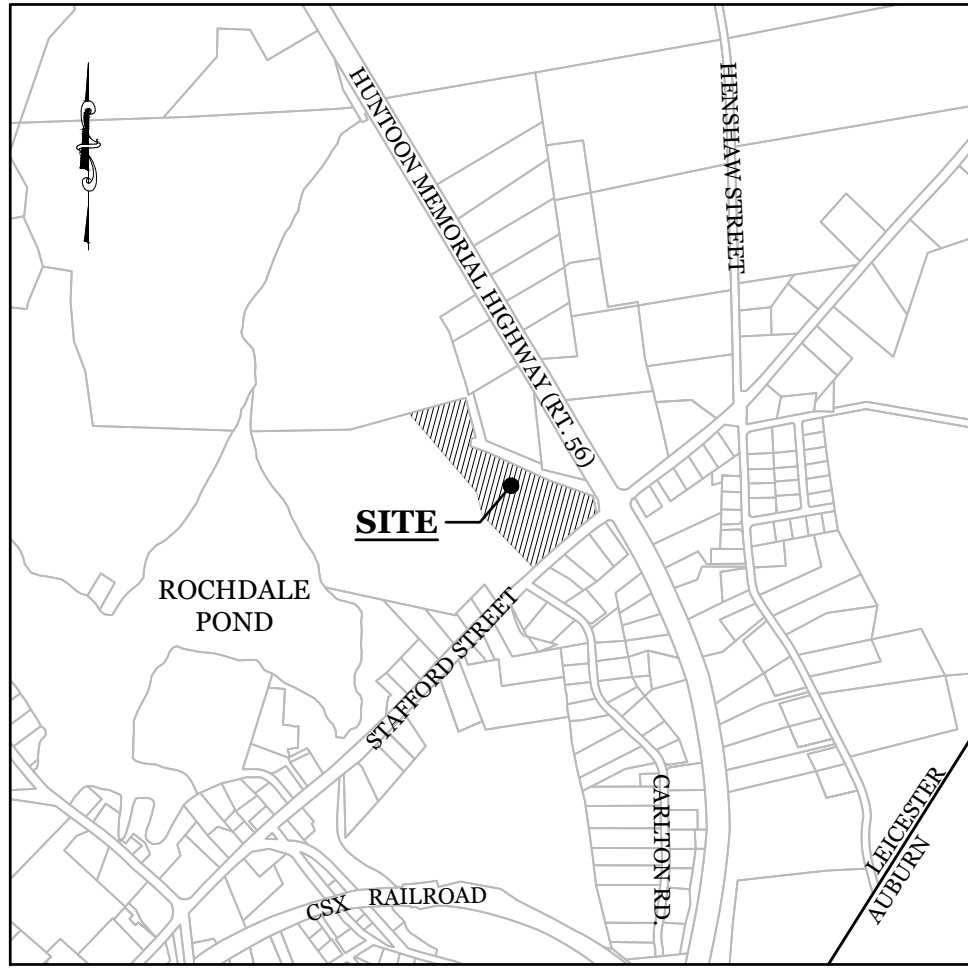 HUNTOON MEMORIAL HIGHWAY (RT. 56)
HENSHAW STREET
SITE
ROCHDALE
POND
STAFFORD STREET
CARLTON RD.
LEICESTER
AUBURN
CSX RAILROAD